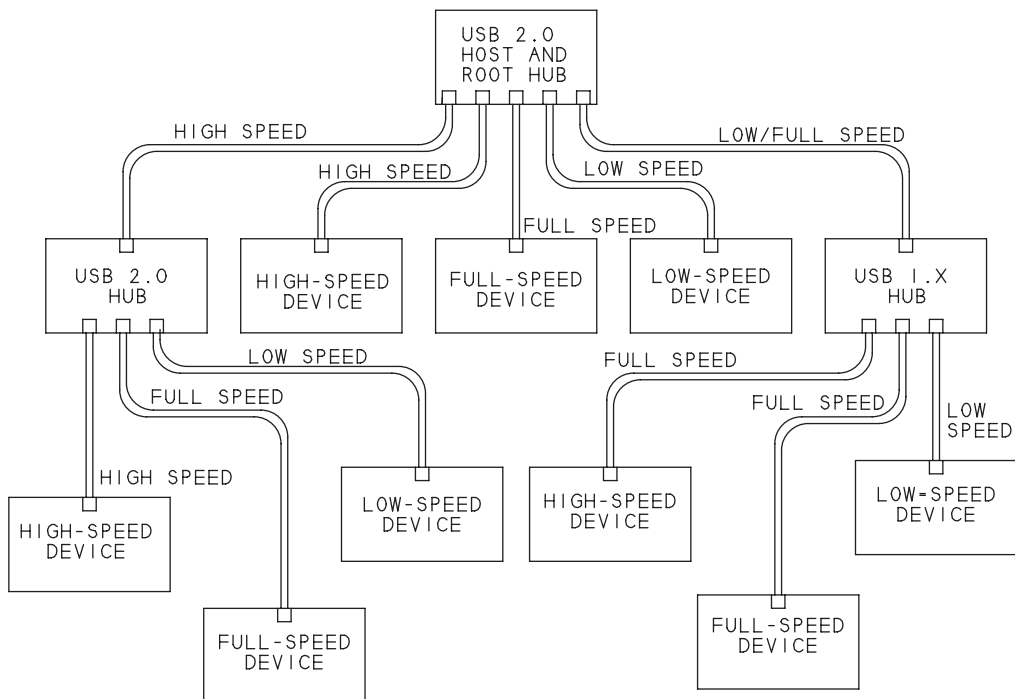 USB 2.0
HOST AND
ROOT HUB
HIGH SPEED
LOW/FULL SPEED
HIGH SPEED
LOW SPEED
FULL SPEED
USB 2.0
HUB
HIGH-SPEED
DEVICE
FULL-SPEED
DEVICE
LOW-SPEED
DEVICE
USB 1.X
HUB
LOW SPEED
FULL SPEED
FULL SPEED
FULL SPEED
LOW
SPEED
HIGH SPEED
HIGH-SPEED
DEVICE
LOW-SPEED
DEVICE
HIGH-SPEED
DEVICE
LOW=SPEED
DEVICE
FULL-SPEED
DEVICE
FULL-SPEED
DEVICE